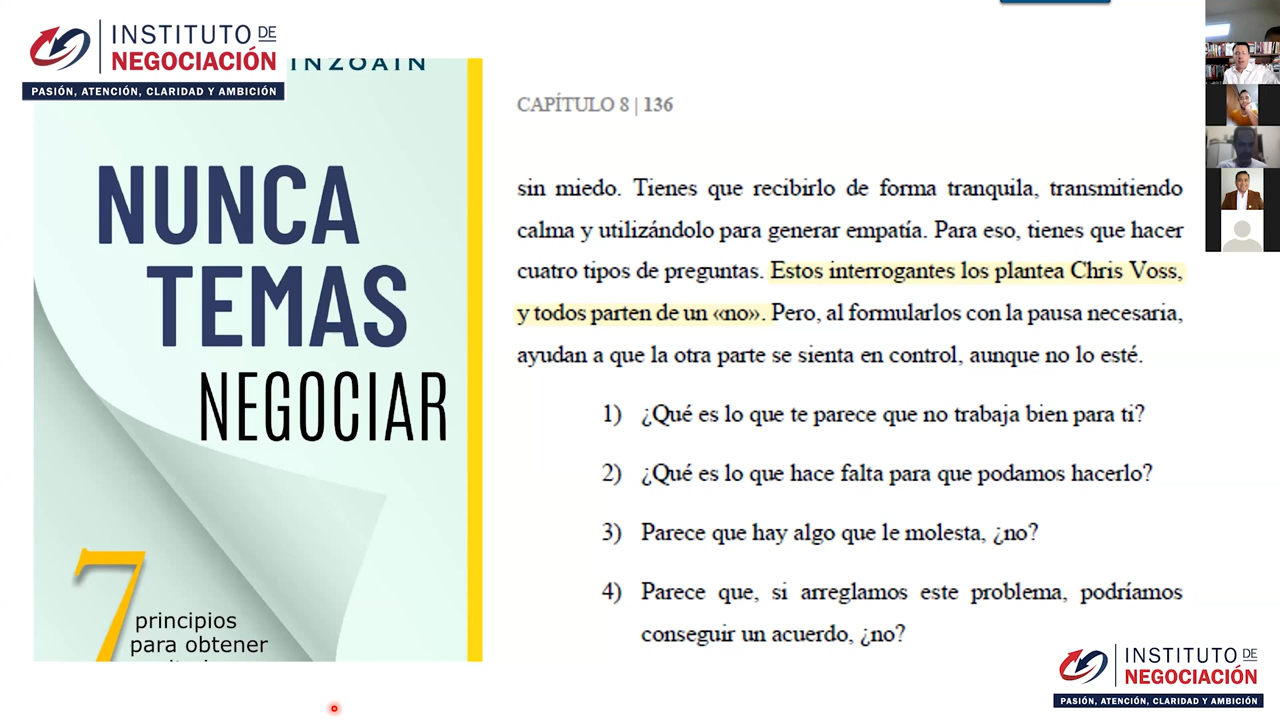 INSTITUTO DE
NEGOCIACIÓN
PASIÓN, ATENCIÓN, CLARIDAD Y AMBICIÓN
NUNCA
TEMAS
NEGOCIAR
7
principios
para obtener
CAPÍTULO 8 | 136
sin miedo. Tienes que recibirlo de forma tranquila, transmitiendo
calma y utilizándolo para generar empatía. Para eso, tienes que hacer
cuatro tipos de preguntas. Estos interrogantes los plantea Chris Voss,
y todos parten de un «no». Pero, al formularlos con la pausa necesaria,
ayudan a que la otra parte se sienta en control, aunque no lo esté.
1) ¿Qué es lo que te parece que no trabaja bien para ti?
2) ¿Qué es lo que hace falta para que podamos hacerlo?
3) Parece que hay algo que le molesta, ¿no?
4) Parece que, si arreglamos este problema, podríamos
conseguir un acuerdo, ¿no?
INSTITUTO DE
NEGOCIACIÓN
PASIÓN, ATENCIÓN, CLARIDAD Y AMBICIÓN